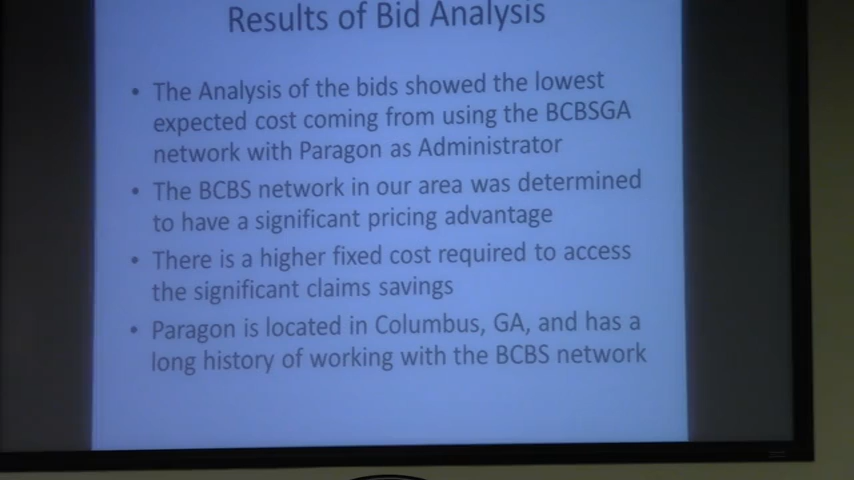 Results of Bid Analysis
• The Analysis of the bids showed the lowest
expected cost coming from using the BCBSGA
network with Paragon as Administrator
• The BCBS network in our area was determined
to have a significant pricing advantage
• There is a higher fixed cost required to access
the significant claims savings
• Paragon is located in Columbus, GA, and has a
long history of working with the BCBS network